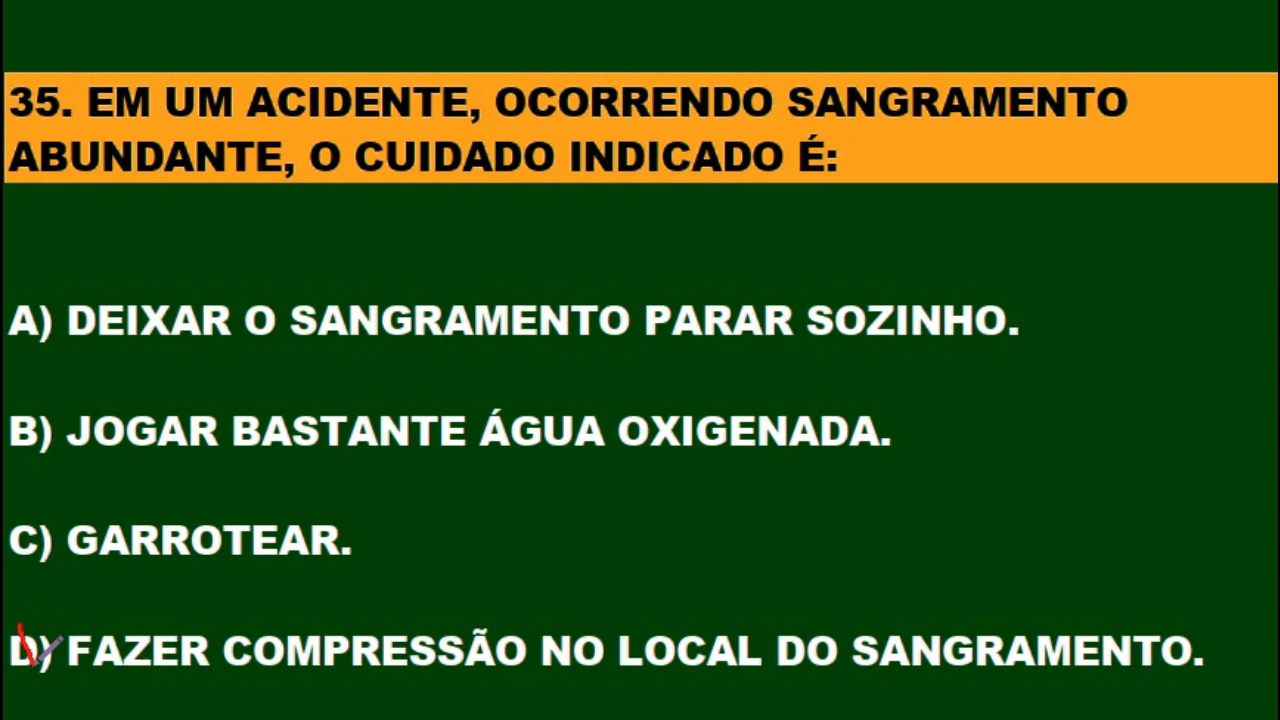 35. EM UM ACIDENTE, OCORRENDO SANGRAMENTO
ABUNDANTE, O CUIDADO INDICADO É:
A) DEIXAR O SANGRAMENTO PARAR SOZINHO.
B) JOGAR BASTANTE ÁGUA OXIGENADA.
C) GARROTEAR.
D) FAZER COMPRESSÃO NO LOCAL DO SANGRAMENTO.